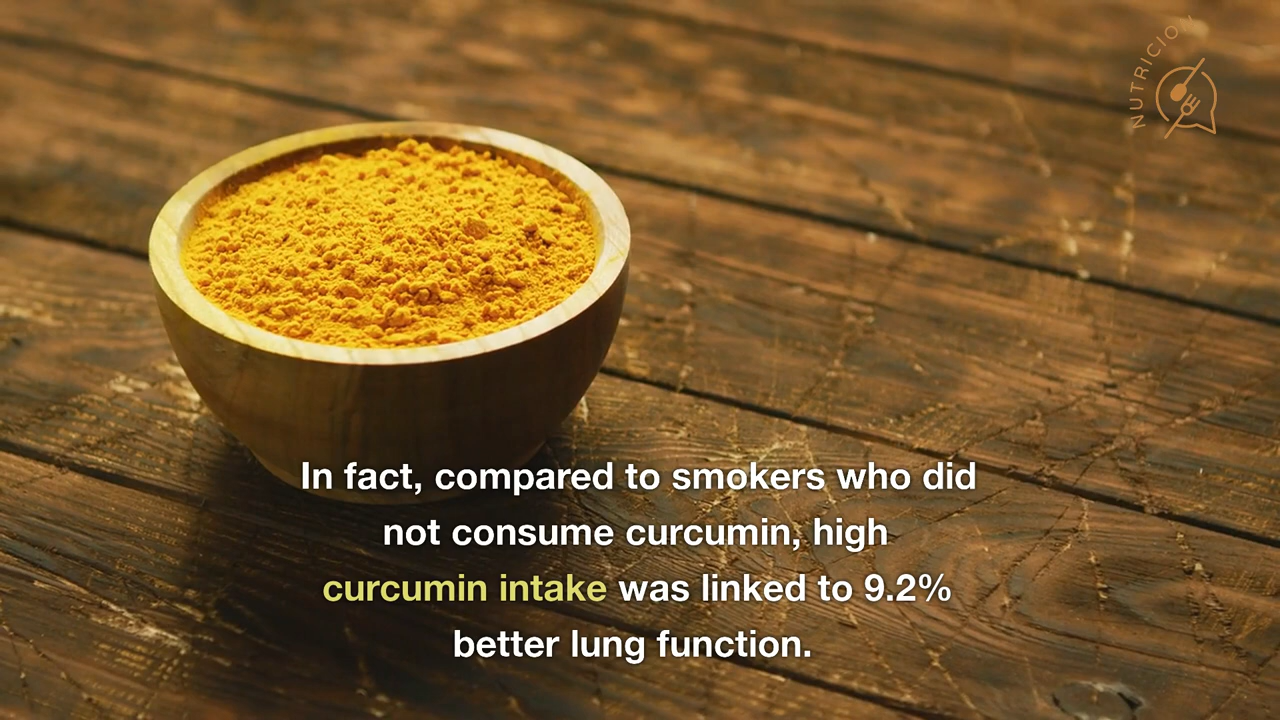 NUTRICION
In fact, compared to smokers who did
not consume curcumin, high
curcumin intake was linked to 9.2%
better lung function.